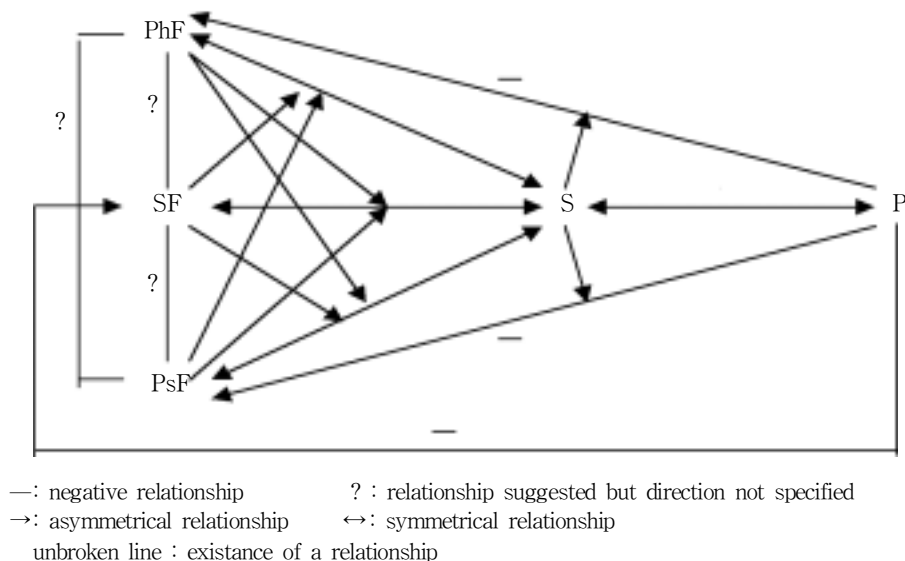 PhF
—
?
?
SF
S
P
?
PsF
—
—
—: negative relationship ? : relationship suggested but direction not specified
→: asymmetrical relationship ↔: symmetrical relationship
unbroken line : existance of a relationship